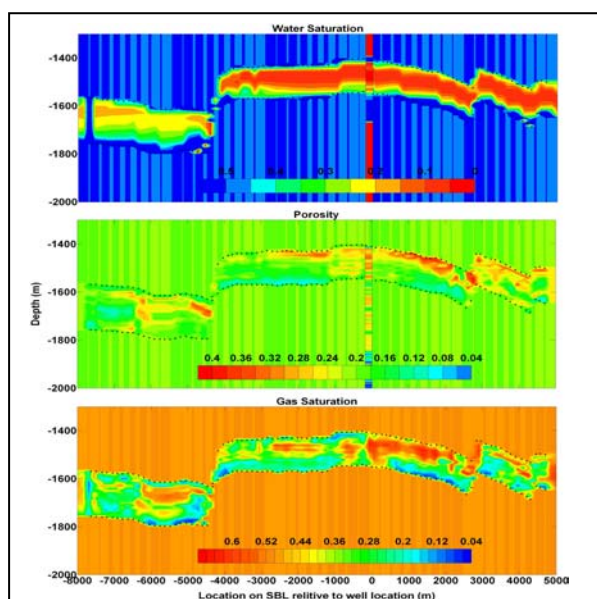 Water Saturation
-1400
-1600
-1800
-2000
0.5 0.4 0.3 0.2 0.1 0
Porosity
-1400
-1600
-1800
-2000
Depth (m)
0.4 0.36 0.32 0.28 0.24 0.2 0.16 0.12 0.08 0.04
Gas Saturation
-1400
-1600
-1800
-2000
0.6 0.52 0.44 0.36 0.28 0.2 0.12 0.04
-8000 -7000 -6000 -5000 -4000 -3000 -2000 -1000 0 1000 2000 3000 4000 5000
Location on SBL relitive to well location (m)